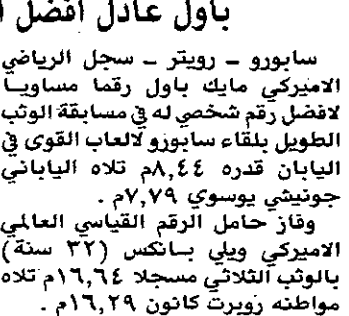 باول عادل أفضل
سابورو - رويتر - سجل الرياضي
الاميركي مايك باول رقما مساويا
لافضل رقم شخصي له في مسابقة الوثب
الطويل بلقاء سابورو لالعاب القوى في
اليابان قدره ٨,٤٤م تلاه الياباني
جونيشي يوسوي ٧,٧٩م .
وفاز حامل الرقم القياسي العالمي
الاميركي ويلي بانكس (٣٢ سنة)
بالوثب الثلاثي مسجلا ١٦,٦٤م تلاه
مواطنه روبرت كانون ١٦,٢٩م .